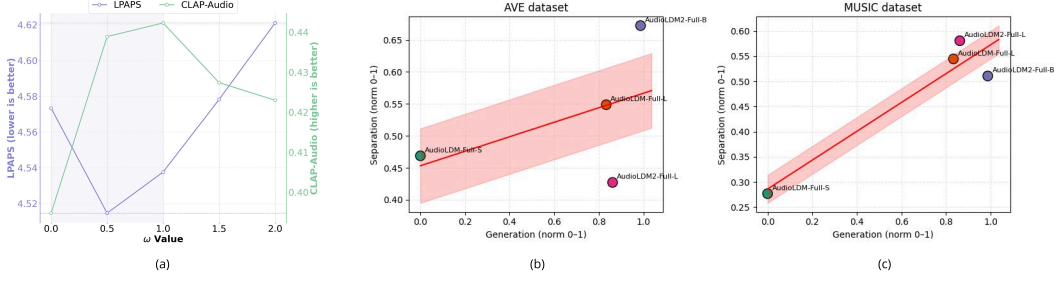 LPAPS CLAP-Audio
LPAPS (lower is better)
4.62
4.60
4.58
4.56
4.54
4.52
0.44
0.43
0.42
0.41
0.40
CLAP-Audio (higher is better)
0.0 0.5 1.0 1.5 2.0
ω Value
(a)
AVE dataset
Separation (norm 0–1)
0.65
0.60
0.55
0.50
0.45
0.40
AudioLDM2-Full-B
AudioLDM-Full-L
AudioLDM-Full-S
AudioLDM2-Full-L
0.0 0.2 0.4 0.6 0.8 1.0
Generation (norm 0–1)
(b)
MUSIC dataset
Separation (norm 0–1)
0.60
0.55
0.50
0.45
0.40
0.35
0.30
0.25
AudioLDM2-Full-L
AudioLDM-Full-L
AudioLDM2-Full-B
AudioLDM-Full-S
0.0 0.2 0.4 0.6 0.8 1.0
Generation (norm 0–1)
(c)